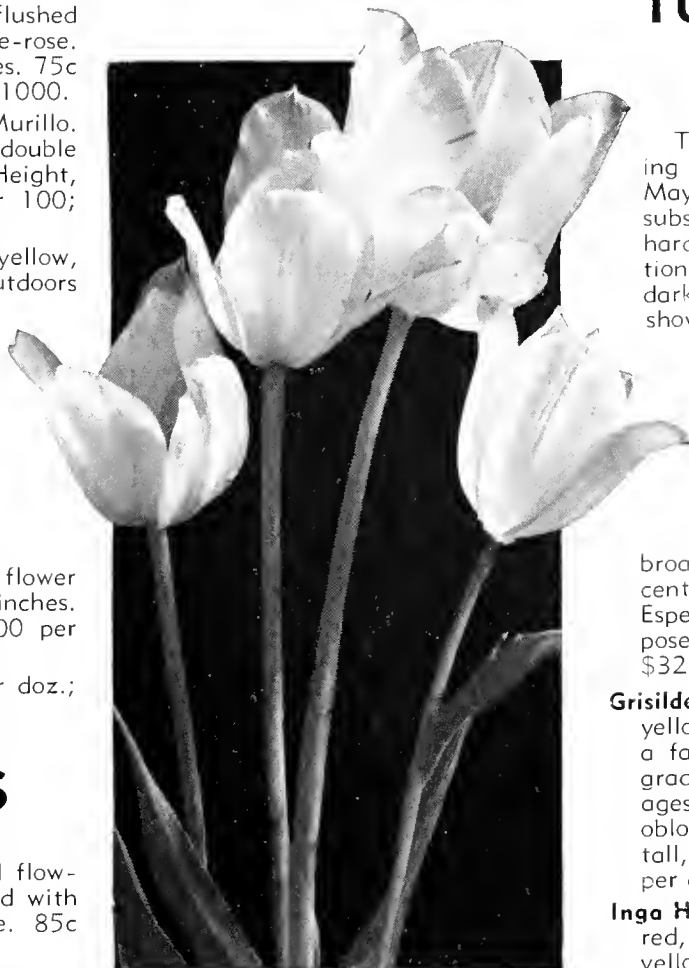 flushed
e-rose.
es. 75c
1000.
Murillo.
double
Height,
100;
yellow,
utdoors
flower
inches.
00 per
doz.;
S
flow-
d with
e. 85c
T
ing
May
subs
hard
tion
dark
show
broa
cent
Espe
pose
$32
Grisilde
yello
a fa
grac
ages
oblo
tall,
per
Inga H
red,
yellow